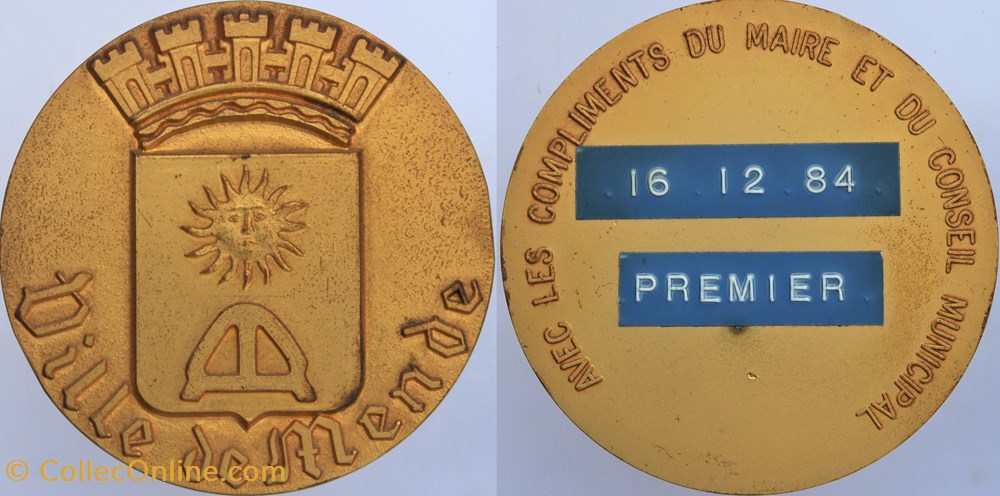 Ville de Mende
© CollecOnline.com
AVEC LES COMPLIMENTS DU MAIRE ET DU CONSEIL MUNICIPAL
16 12 84
PREMIER